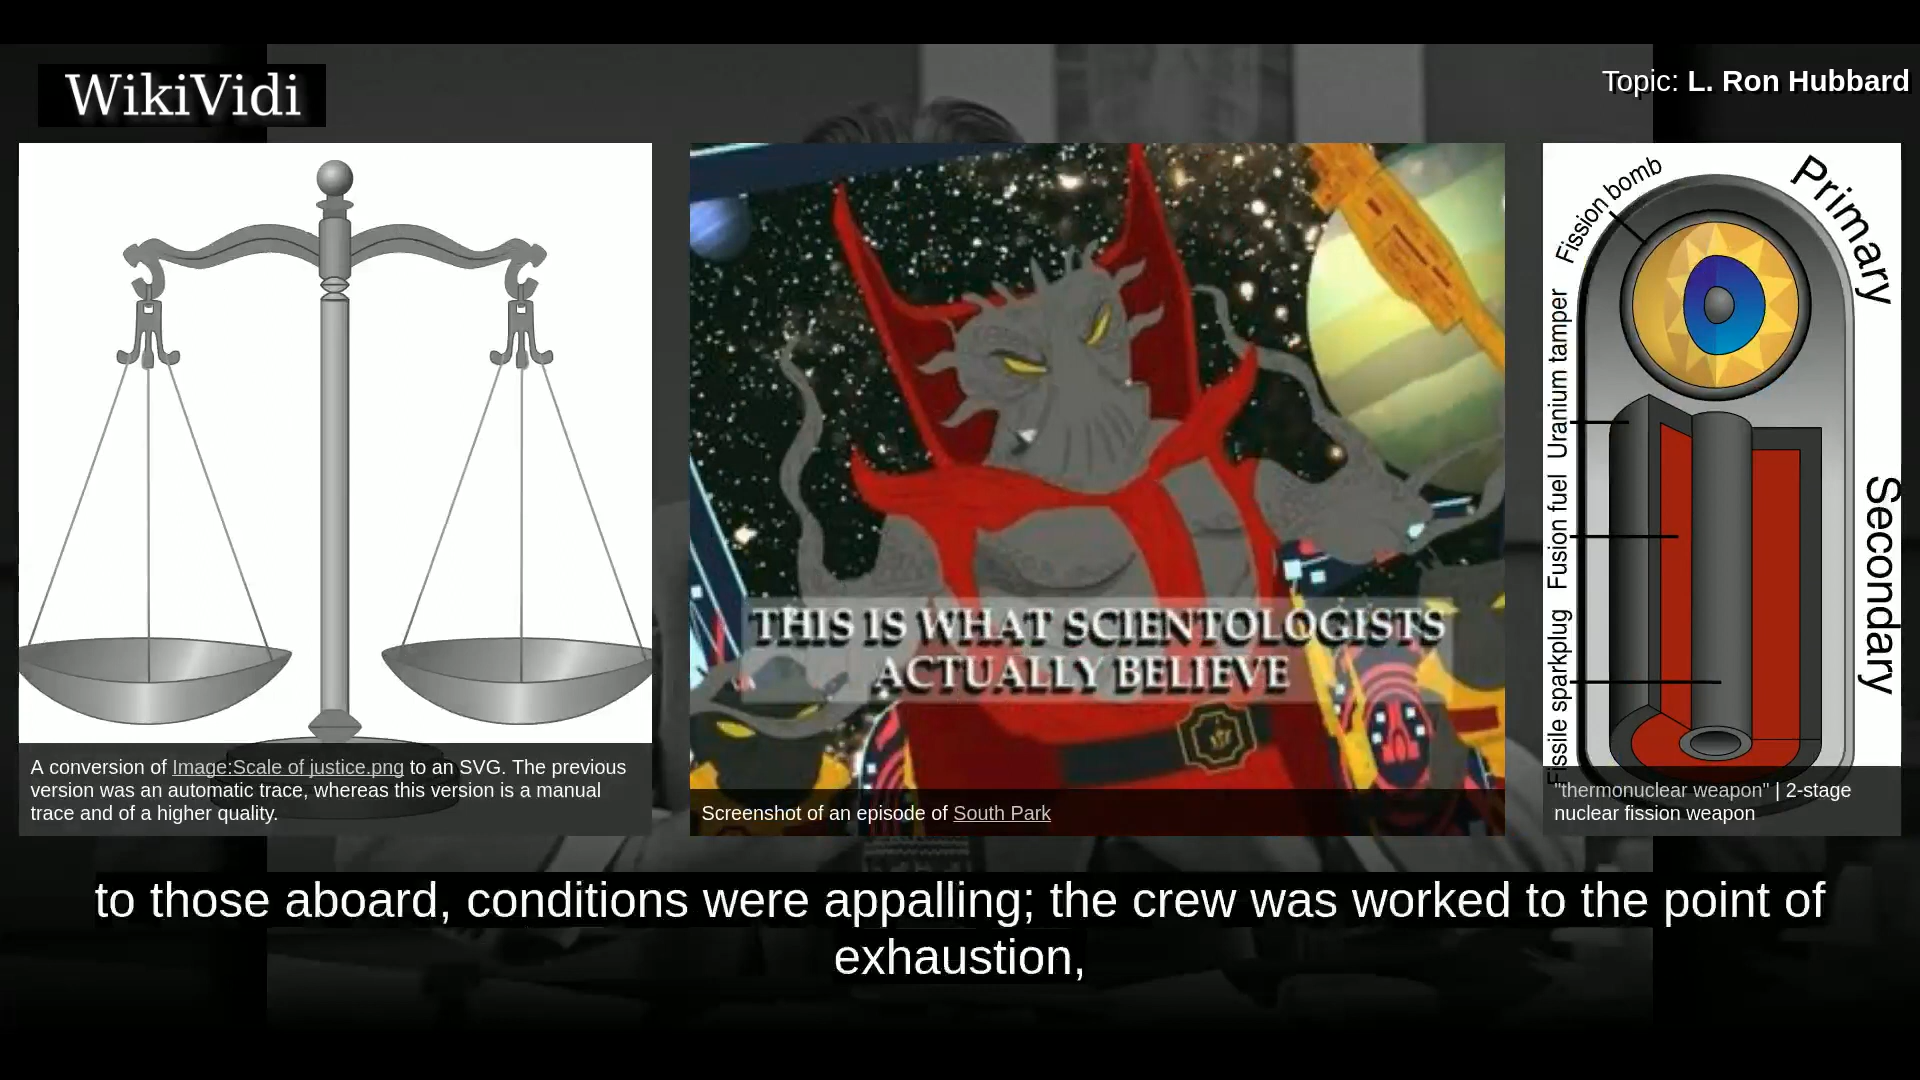 WikiVidi
Topic: L. Ron Hubbard
Fission bomb
Primary
Uranium tamper
Fusion fuel
Fissile sparkplug
Secondary
THIS IS WHAT SCIENTOLOGISTS
ACTUALLY BELIEVE
A conversion of Image:Scale of justice.png to an SVG. The previous
version was an automatic trace, whereas this version is a manual
trace and of a higher quality.
Screenshot of an episode of South Park
"thermonuclear weapon" | 2-stage
nuclear fission weapon
to those aboard, conditions were appalling; the crew was worked to the point of
exhaustion,